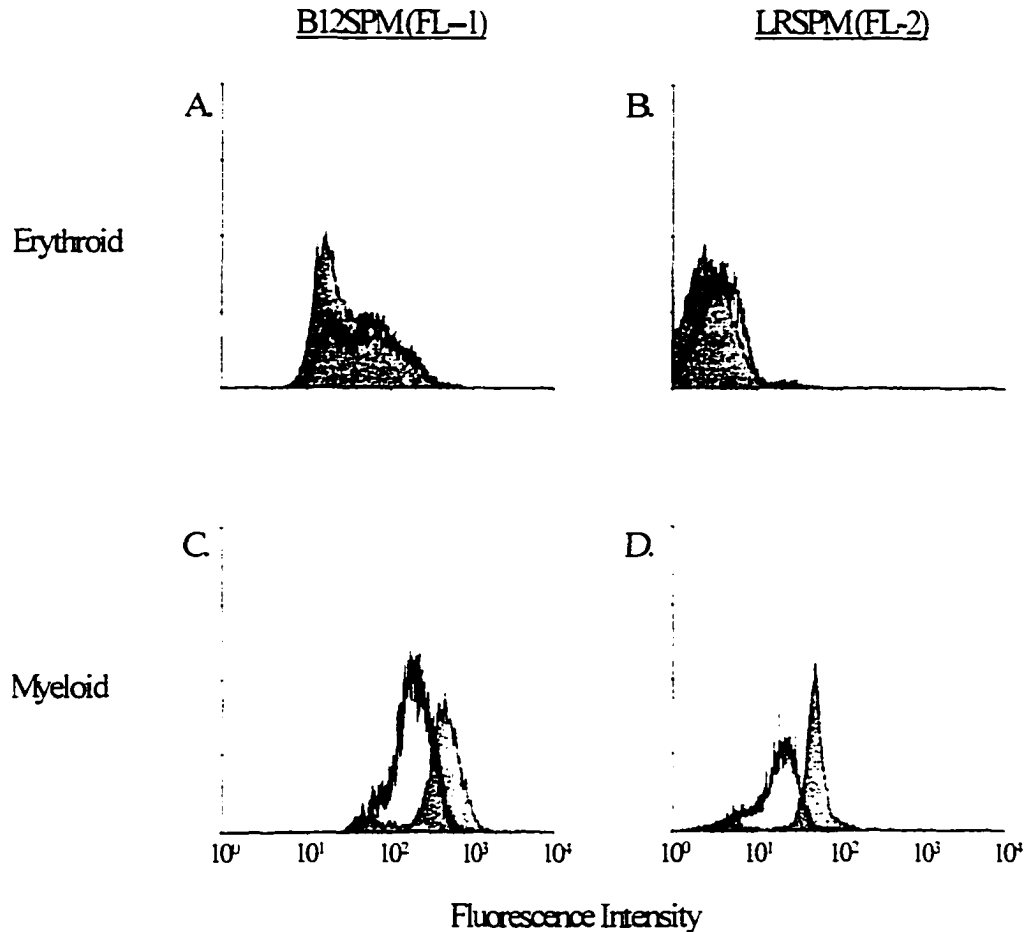 B12SPM(FL-1)
LRSPM(FL-2)
A.
B.
Erythroid
C.
D.
Myeloid
10⁰ 10¹ 10² 10³ 10⁴
10⁰ 10¹ 10² 10³ 10⁴
Fluorescence Intensity